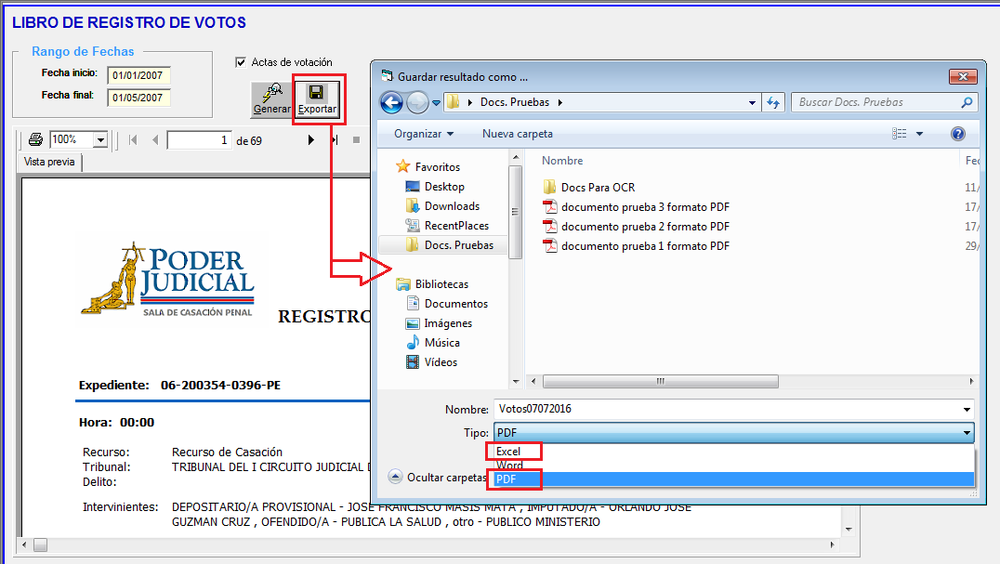 LIBRO DE REGISTRO DE VOTOS
Rango de Fechas
Fecha inicio: 01/01/2007
Fecha final: 01/05/2007
Actas de votación
Generar
Exportar
100%
1 de 69
Vista previa
PODER
JUDICIAL
SALA DE CASACIÓN PENAL
REGISTRO
Expediente: 06-200354-0396-PE
Hora: 00:00
Recurso: Recurso de Casación
Tribunal: TRIBUNAL DEL I CIRCUITO JUDICIAL
Delito:
Intervinientes: DEPOSITARIO/A PROVISIONAL - JOSE FRANCISCO MASIS MATA , IMPUTADO/A - ORLANDO JOSE
GUZMAN CRUZ , OFENDIDO/A - PUBLICA LA SALUD , otro - PUBLICO MINISTERIO
Guardar resultado como ...
Docs. Pruebas
Buscar Docs. Pruebas
Organizar
Nueva carpeta
Favoritos
Desktop
Downloads
RecentPlaces
Docs. Pruebas
Bibliotecas
Documentos
Imágenes
Música
Vídeos
Nombre
Fec
Docs Para OCR
11/
documento prueba 3 formato PDF
17/
documento prueba 2 formato PDF
17/
documento prueba 1 formato PDF
29/
Nombre: Votos07072016
Tipo: PDF
Excel
Word
PDF
Ocultar carpetas